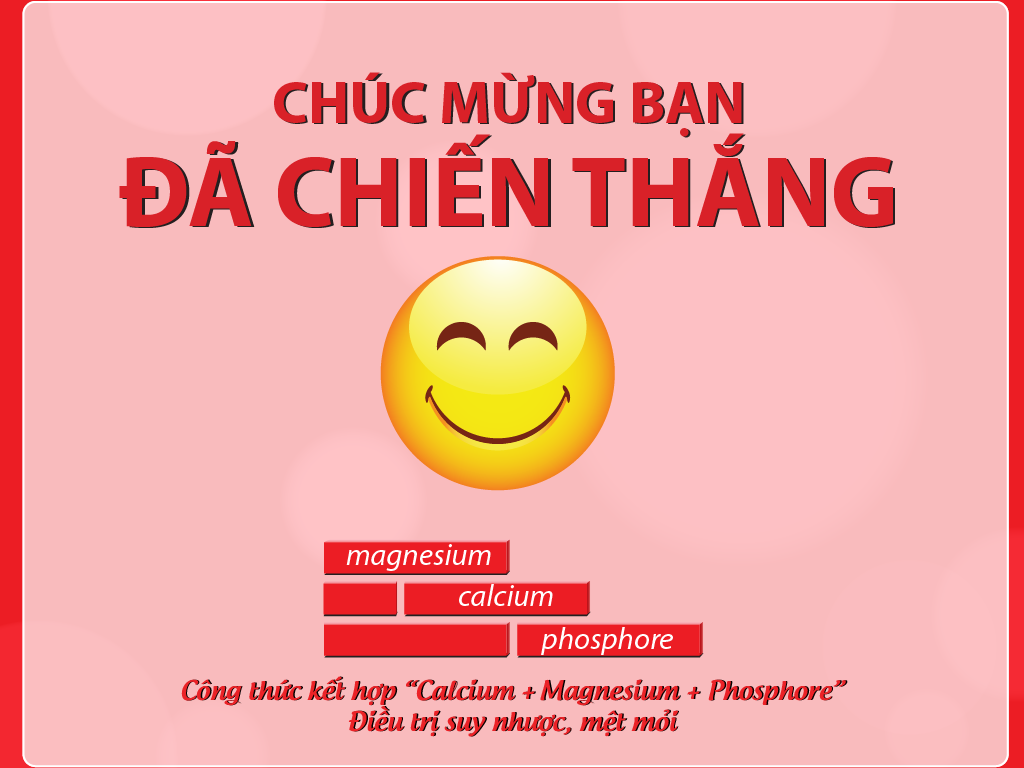 CHÚC MỪNG BẠN
ĐÃ CHIẾN THẮNG
magnesium
calcium
phosphore
Công thức kết hợp “Calcium + Magnesium + Phosphore”
Điều trị suy nhược, mệt mỏi